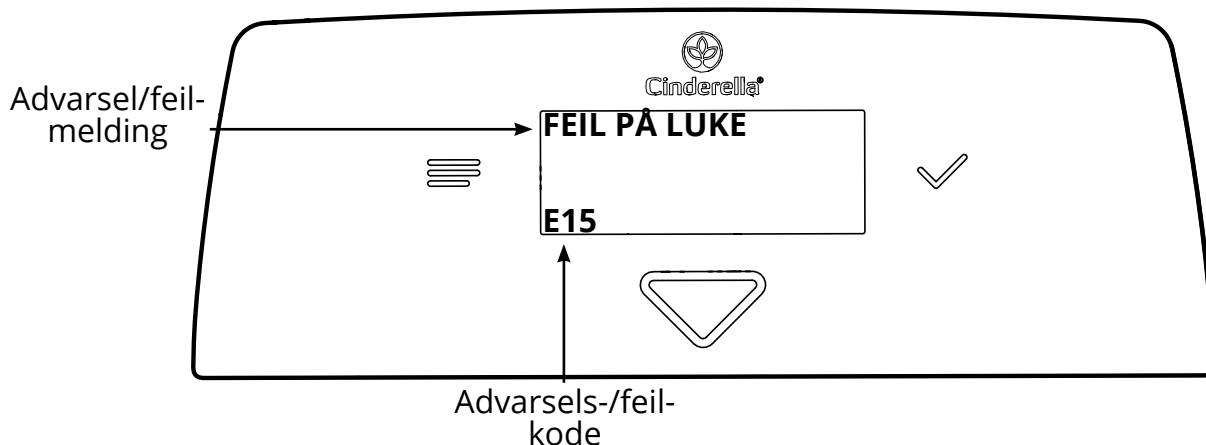 Cinderella®
Advarsel/feil-
melding
FEIL PÅ LUKE
E15
Advarsels-/feil-
kode